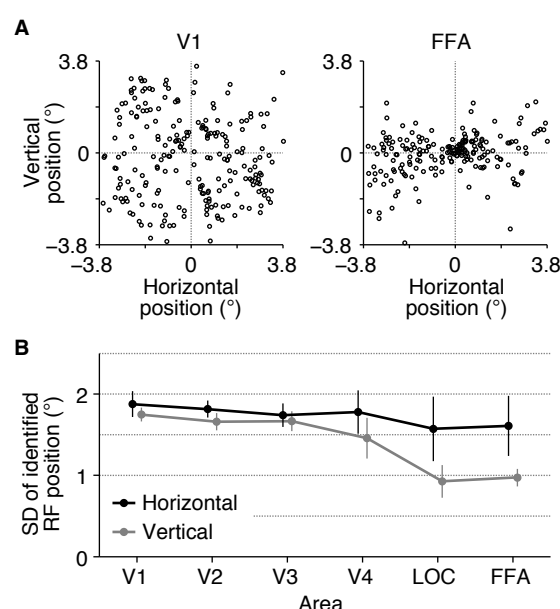 A
V1
FFA
3.8
0
−3.8
Vertical
position (°)
−3.8
0
3.8
Horizontal
position (°)
3.8
0
−3.8
−3.8
0
3.8
Horizontal
position (°)
B
2
1
0
SD of identified
RF position (°)
Horizontal
Vertical
V1
V2
V3
V4
LOC
FFA
Area